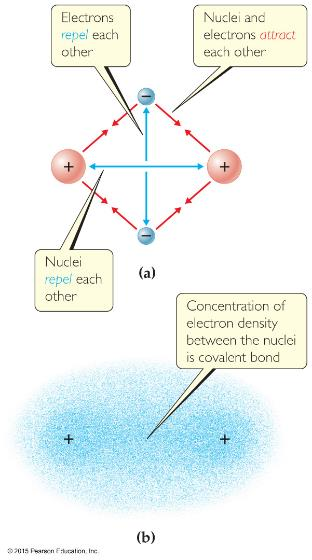 Electrons
repel each
other
Nuclei and
electrons attract
each other
−
+
+
−
Nuclei
repel each
other
(a)
Concentration of
electron density
between the nuclei
is covalent bond
+
+
(b)
© 2015 Pearson Education, Inc.